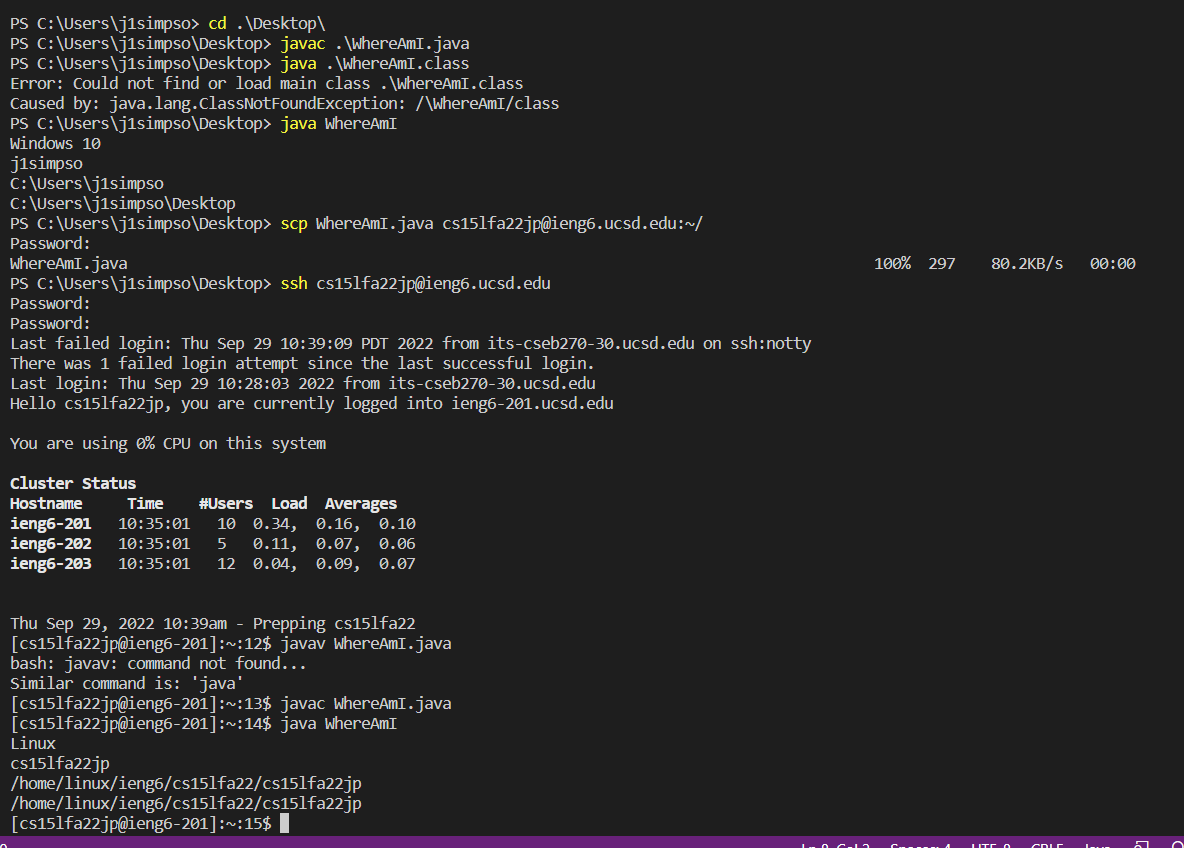 PS C:\Users\j1simpso> cd .\Desktop\
PS C:\Users\j1simpso\Desktop> javac .\WhereAmI.java
PS C:\Users\j1simpso\Desktop> java .\WhereAmI.class
Error: Could not find or load main class .\WhereAmI.class
Caused by: java.lang.ClassNotFoundException: /\WhereAmI/class
PS C:\Users\j1simpso\Desktop> java WhereAmI
Windows 10
j1simpso
C:\Users\j1simpso
C:\Users\j1simpso\Desktop
PS C:\Users\j1simpso\Desktop> scp WhereAmI.java cs15lfa22jp@ieng6.ucsd.edu:~/
Password:
WhereAmI.java 100% 297 80.2KB/s 00:00
PS C:\Users\j1simpso\Desktop> ssh cs15lfa22jp@ieng6.ucsd.edu
Password:
Password:
Last failed login: Thu Sep 29 10:39:09 PDT 2022 from its-cseb270-30.ucsd.edu on ssh:notty
There was 1 failed login attempt since the last successful login.
Last login: Thu Sep 29 10:28:03 2022 from its-cseb270-30.ucsd.edu
Hello cs15lfa22jp, you are currently logged into ieng6-201.ucsd.edu
You are using 0% CPU on this system
Cluster Status
Hostname Time #Users Load Averages
ieng6-201 10:35:01 10 0.34, 0.16, 0.10
ieng6-202 10:35:01 5 0.11, 0.07, 0.06
ieng6-203 10:35:01 12 0.04, 0.09, 0.07
Thu Sep 29, 2022 10:39am - Prepping cs15lfa22
[cs15lfa22jp@ieng6-201]:~:12$ javav WhereAmI.java
bash: javav: command not found...
Similar command is: 'java'
[cs15lfa22jp@ieng6-201]:~:13$ javac WhereAmI.java
[cs15lfa22jp@ieng6-201]:~:14$ java WhereAmI
Linux
cs15lfa22jp
/home/linux/ieng6/cs15lfa22/cs15lfa22jp
/home/linux/ieng6/cs15lfa22/cs15lfa22jp
[cs15lfa22jp@ieng6-201]:~:15$